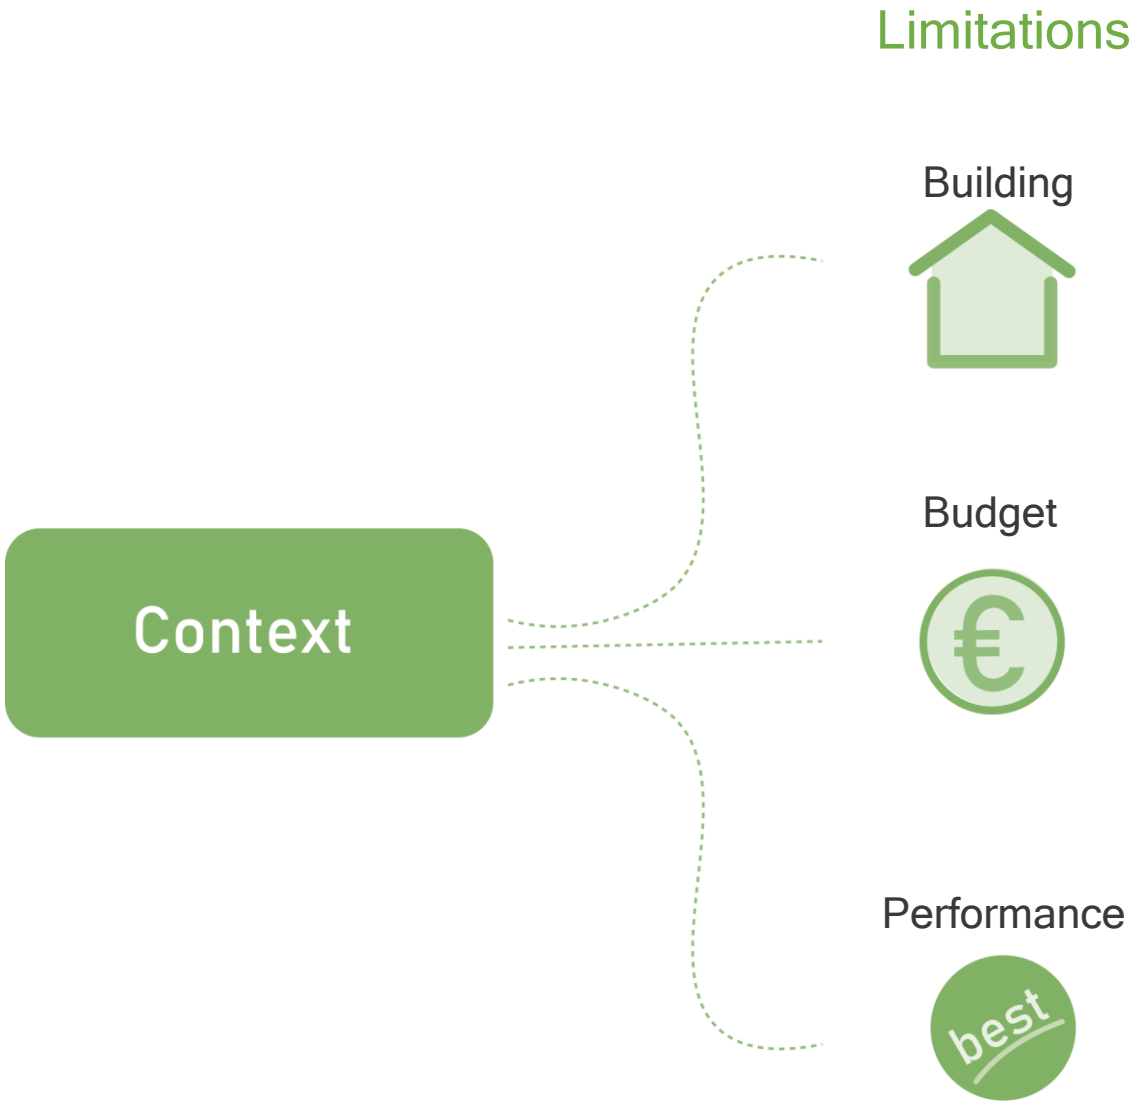 Limitations
Building
Budget
€
Context
Performance
best